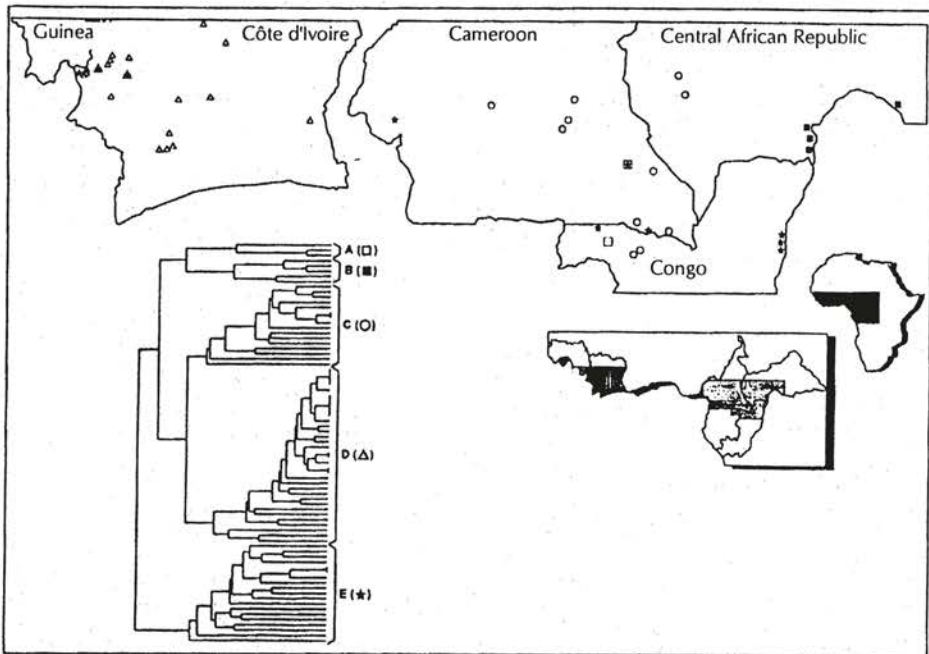 Guinea
Côte d'Ivoire
Cameroon
Central African Republic
Congo
A (□)
B (■)
C (○)
D (△)
E (★)